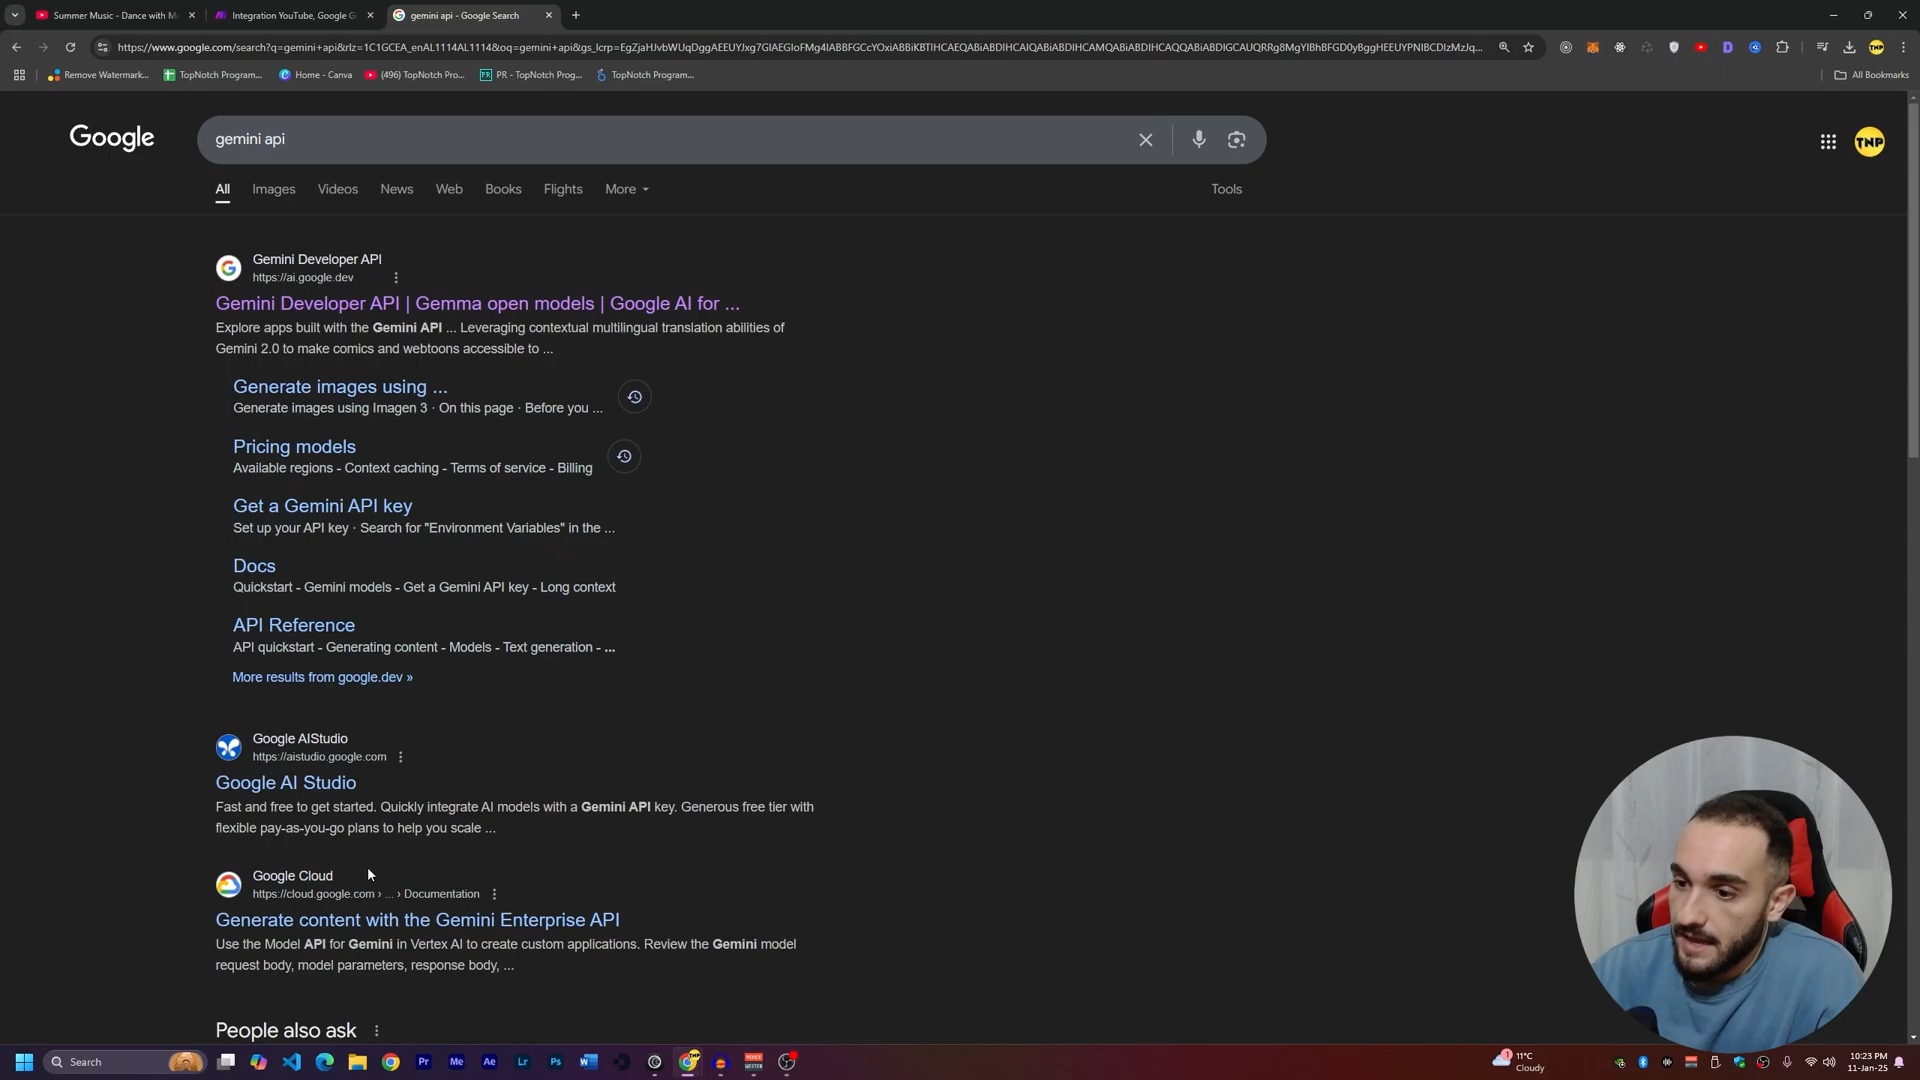 Summer Music - Dance with M
Integration YouTube, Google G
gemini api - Google Search
https://www.google.com/search?q=gemini+api&rlz=1C1GCEA_enAL1114AL1114&oq=gemini+api&gs_lcrp=
Remove Watermark...
TopNotch Program...
Home - Canva
(496) TopNotch Pro...
PR - TopNotch Prog...
TopNotch Program...
All Bookmarks
Google
gemini api
TNP
All
Images
Videos
News
Web
Books
Flights
More
Tools
Gemini Developer API
https://ai.google.dev
Gemini Developer API | Gemma open models | Google AI for ...
Explore apps built with the Gemini API ... Leveraging contextual multilingual translation abilities of
Gemini 2.0 to make comics and webtoons accessible to ...
Generate images using ...
Generate images using Imagen 3 · On this page · Before you ...
Pricing models
Available regions - Context caching - Terms of service - Billing
Get a Gemini API key
Set up your API key · Search for "Environment Variables" in the ...
Docs
Quickstart - Gemini models - Get a Gemini API key - Long context
API Reference
API quickstart - Generating content - Models - Text generation - ...
More results from google.dev »
Google AIStudio
https://aistudio.google.com
Google AI Studio
Fast and free to get started. Quickly integrate AI models with a Gemini API key. Generous free tier with
flexible pay-as-you-go plans to help you scale ...
Google Cloud
https://cloud.google.com › ... › Documentation
Generate content with the Gemini Enterprise API
Use the Model API for Gemini in Vertex AI to create custom applications. Review the Gemini model
request body, model parameters, response body, ...
People also ask
Search
Pr
Me
Ae
Lr
Ps
1
11°C
Cloudy
10:23 PM
11-Jan-25